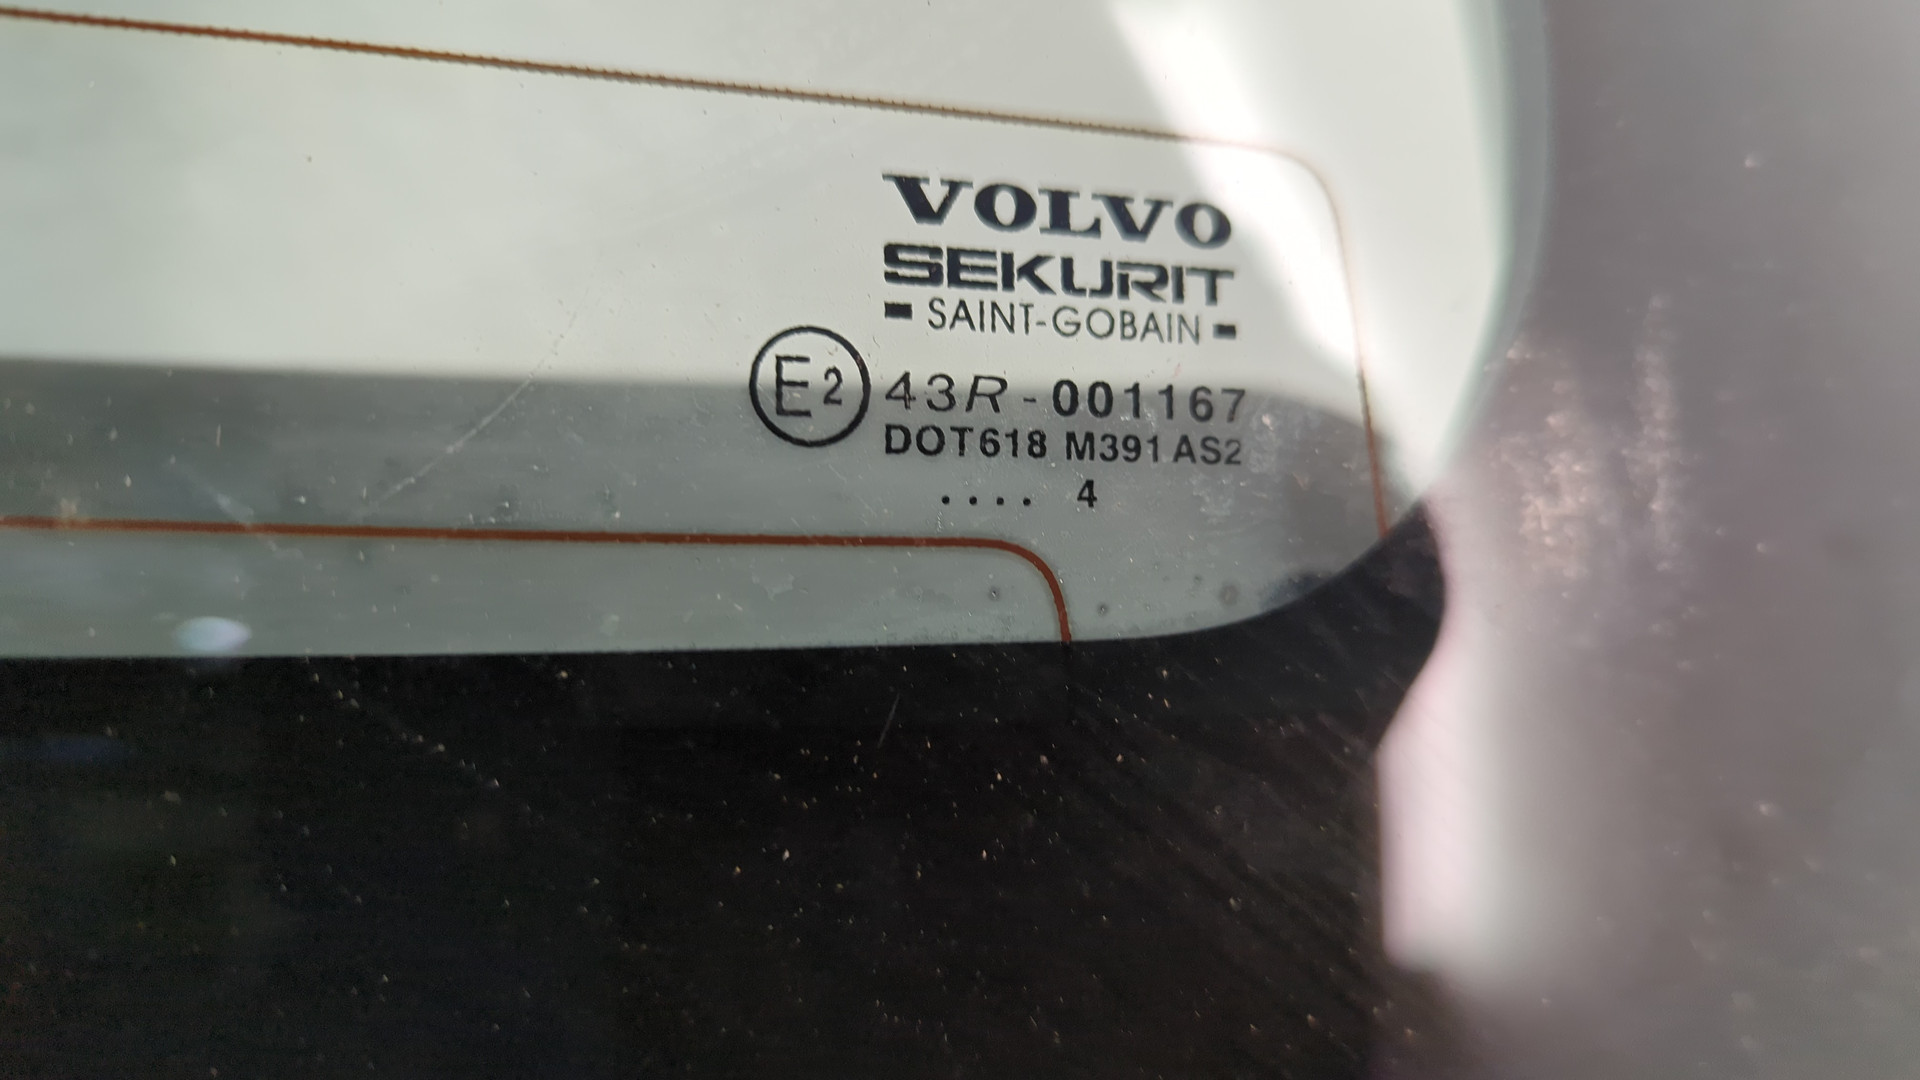 VOLVO
SEKURIT
SAINT-GOBAIN
E2 43R - 001167
DOT618 M391 AS2
.... 4